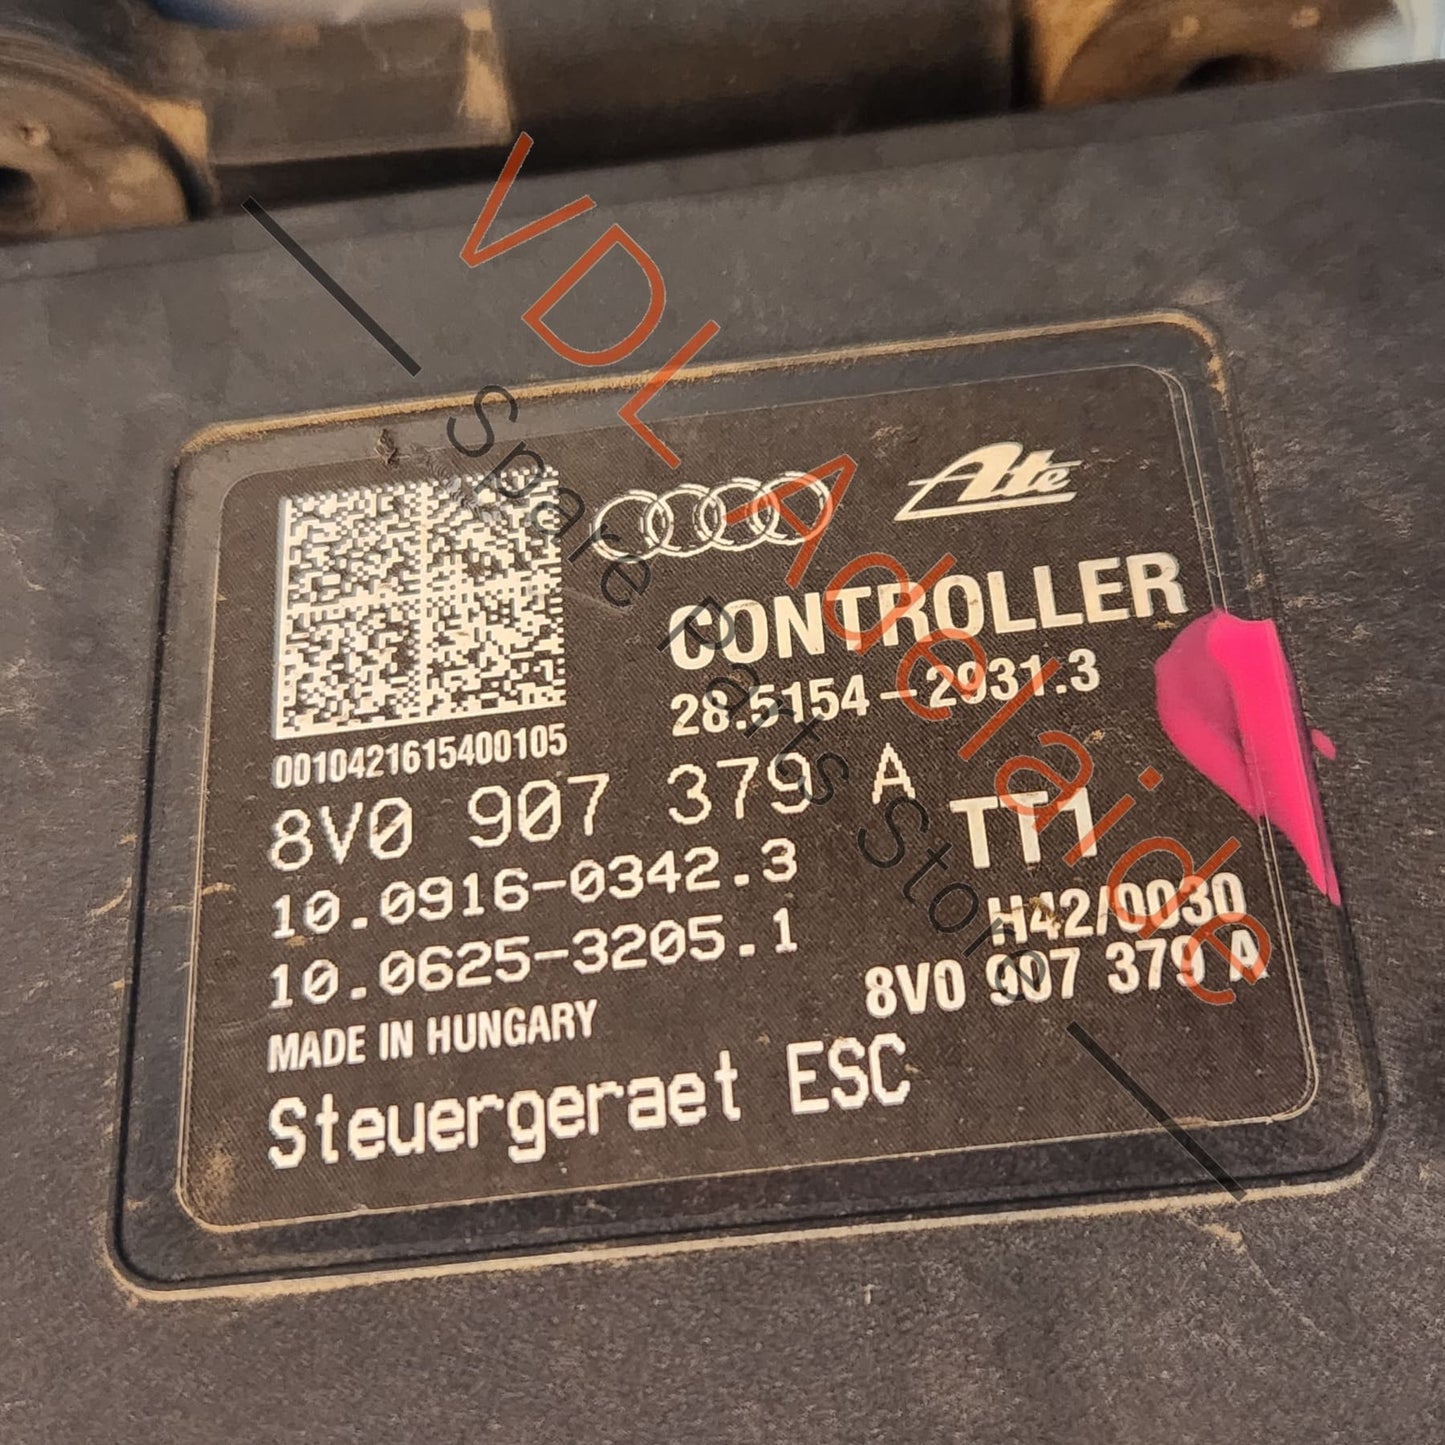 VDL Adelaide
Spare Parts Store
Ate
CONTROLLER
28.5154-2931.3
0010421615400105
8V0 907 379 A
TT1
10.0916-0342.3
H42/0030
10.0625-3205.1
8V0 907 379 A
MADE IN HUNGARY
Steuergeraet ESC